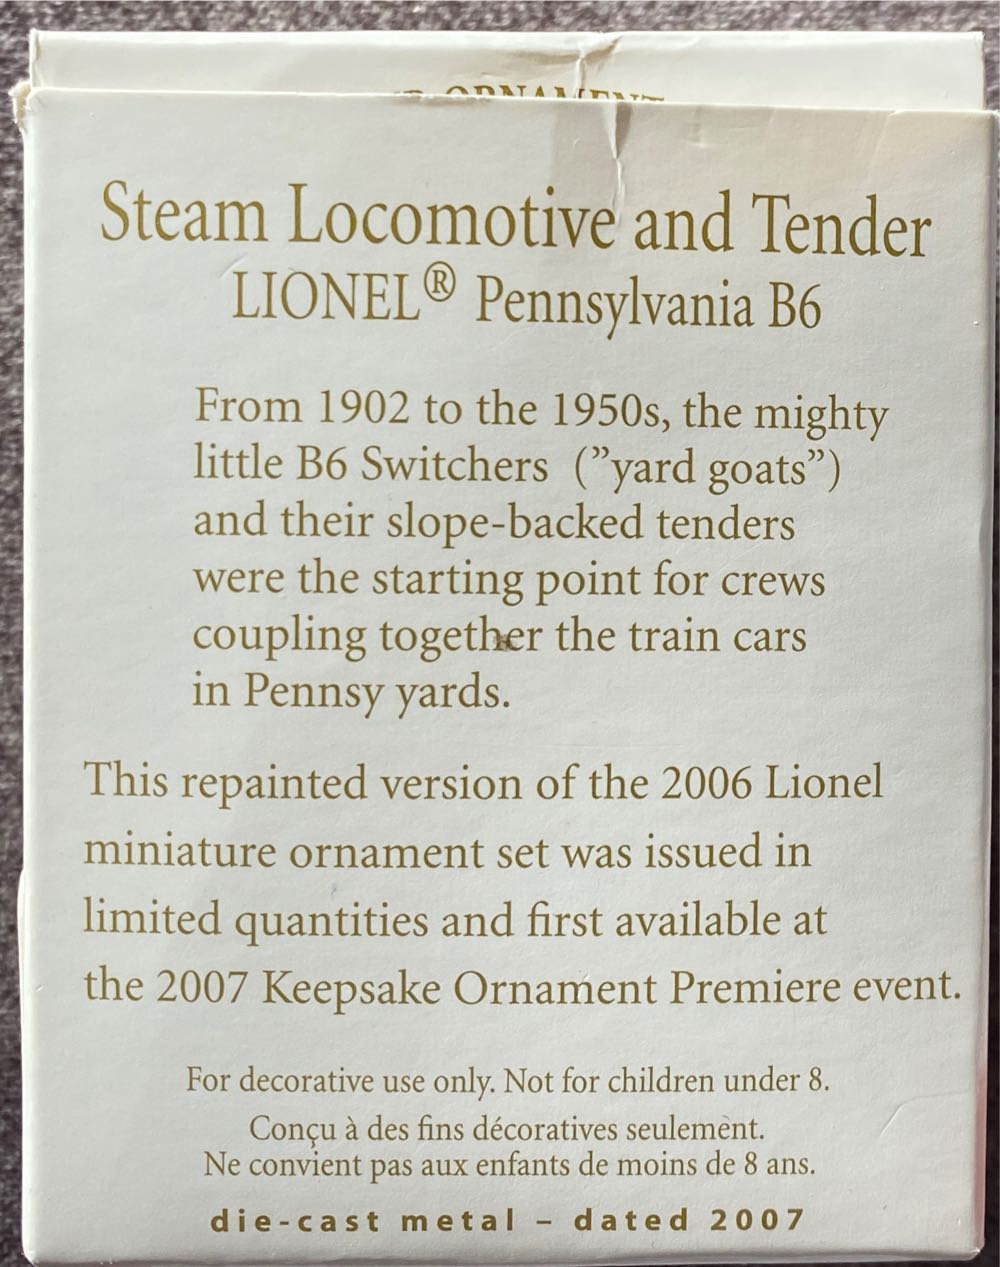 ORNAMENT
Steam Locomotive and Tender
LIONEL® Pennsylvania B6
From 1902 to the 1950s, the mighty
little B6 Switchers (”yard goats”)
and their slope-backed tenders
were the starting point for crews
coupling together the train cars
in Pennsy yards.
This repainted version of the 2006 Lionel
miniature ornament set was issued in
limited quantities and first available at
the 2007 Keepsake Ornament Premiere event.
For decorative use only. Not for children under 8.
Conçu à des fins décoratives seulement.
Ne convient pas aux enfants de moins de 8 ans.
die-cast metal – dated 2007